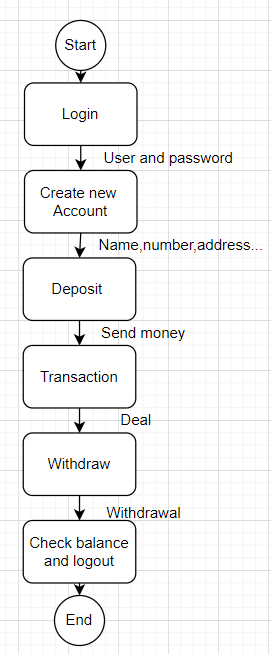 Start
Login
User and password
Create new
Account
Name,number,address...
Deposit
Send money
Transaction
Deal
Withdraw
Withdrawal
Check balance
and logout
End